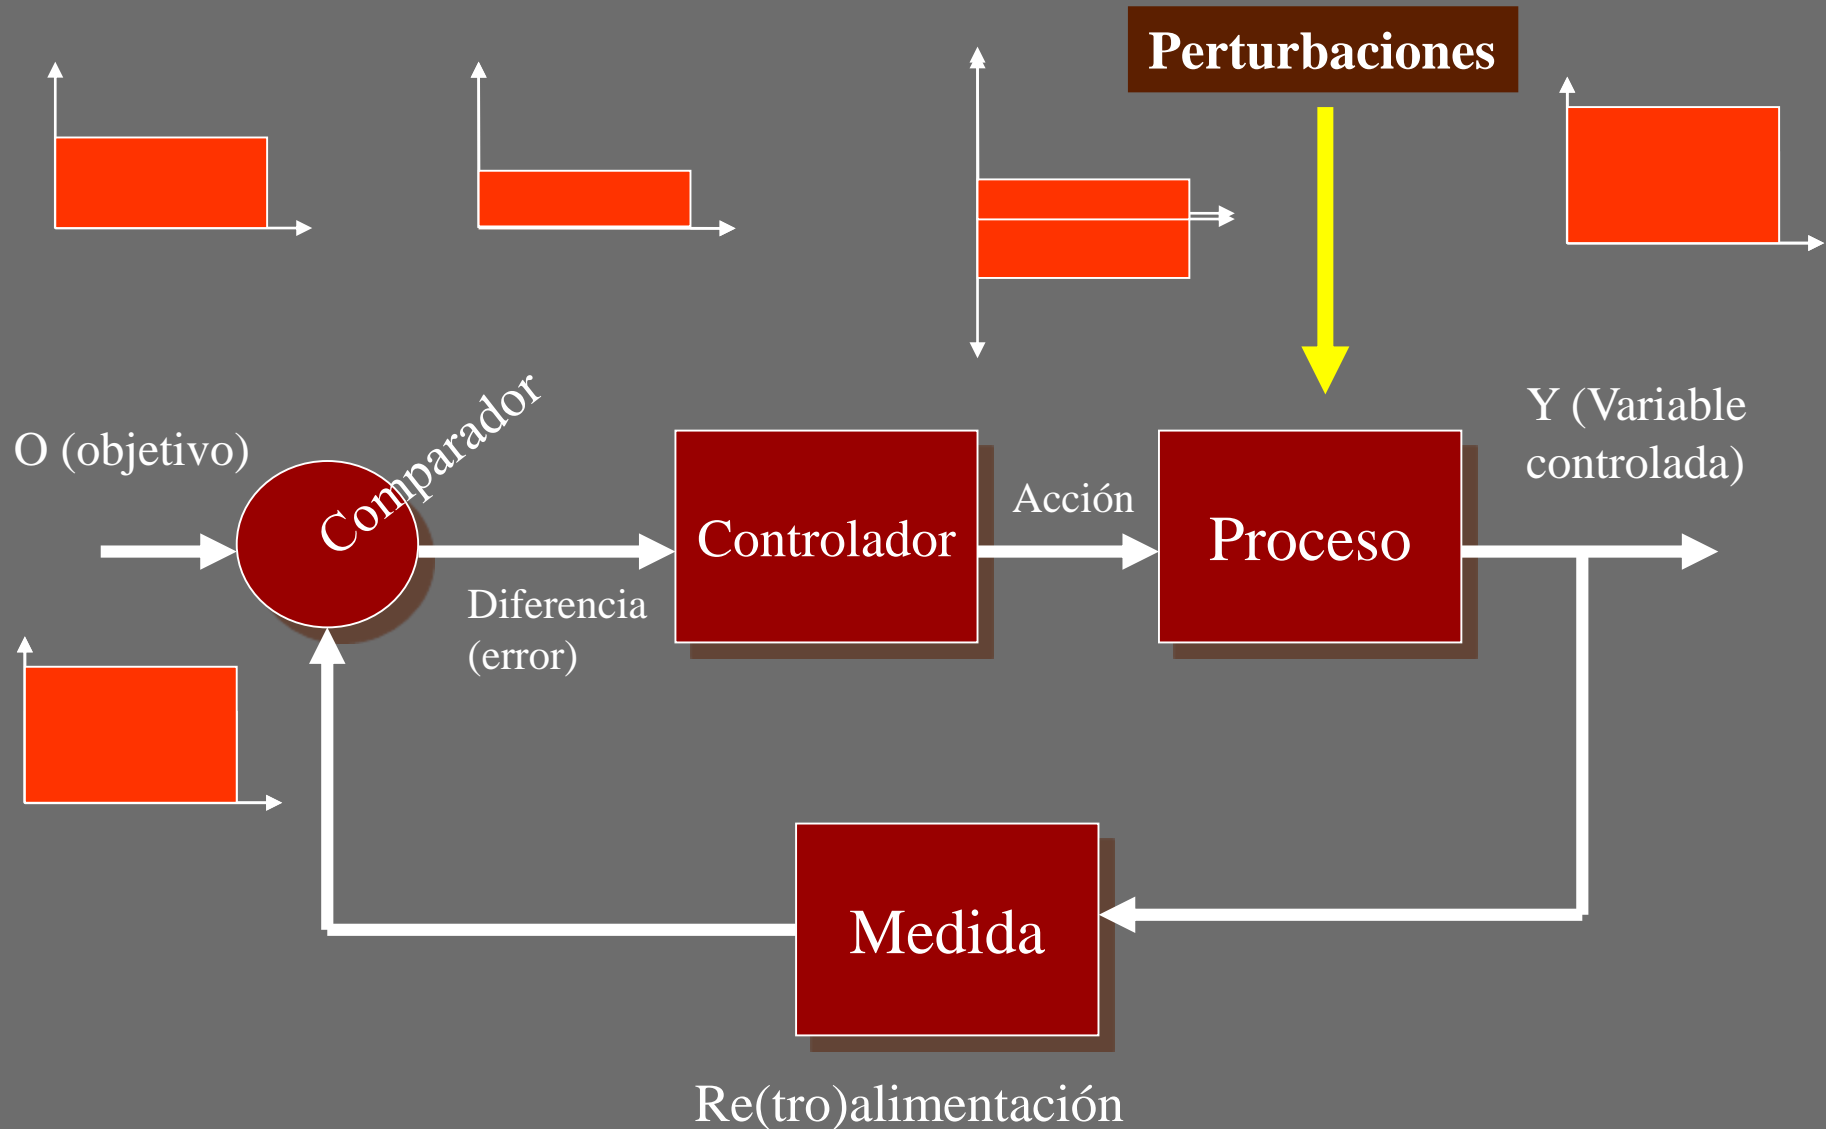 Perturbaciones
O (objetivo)
Comparador
Diferencia
(error)
Controlador
Acción
Proceso
Y (Variable
controlada)
Medida
Re(tro)alimentación